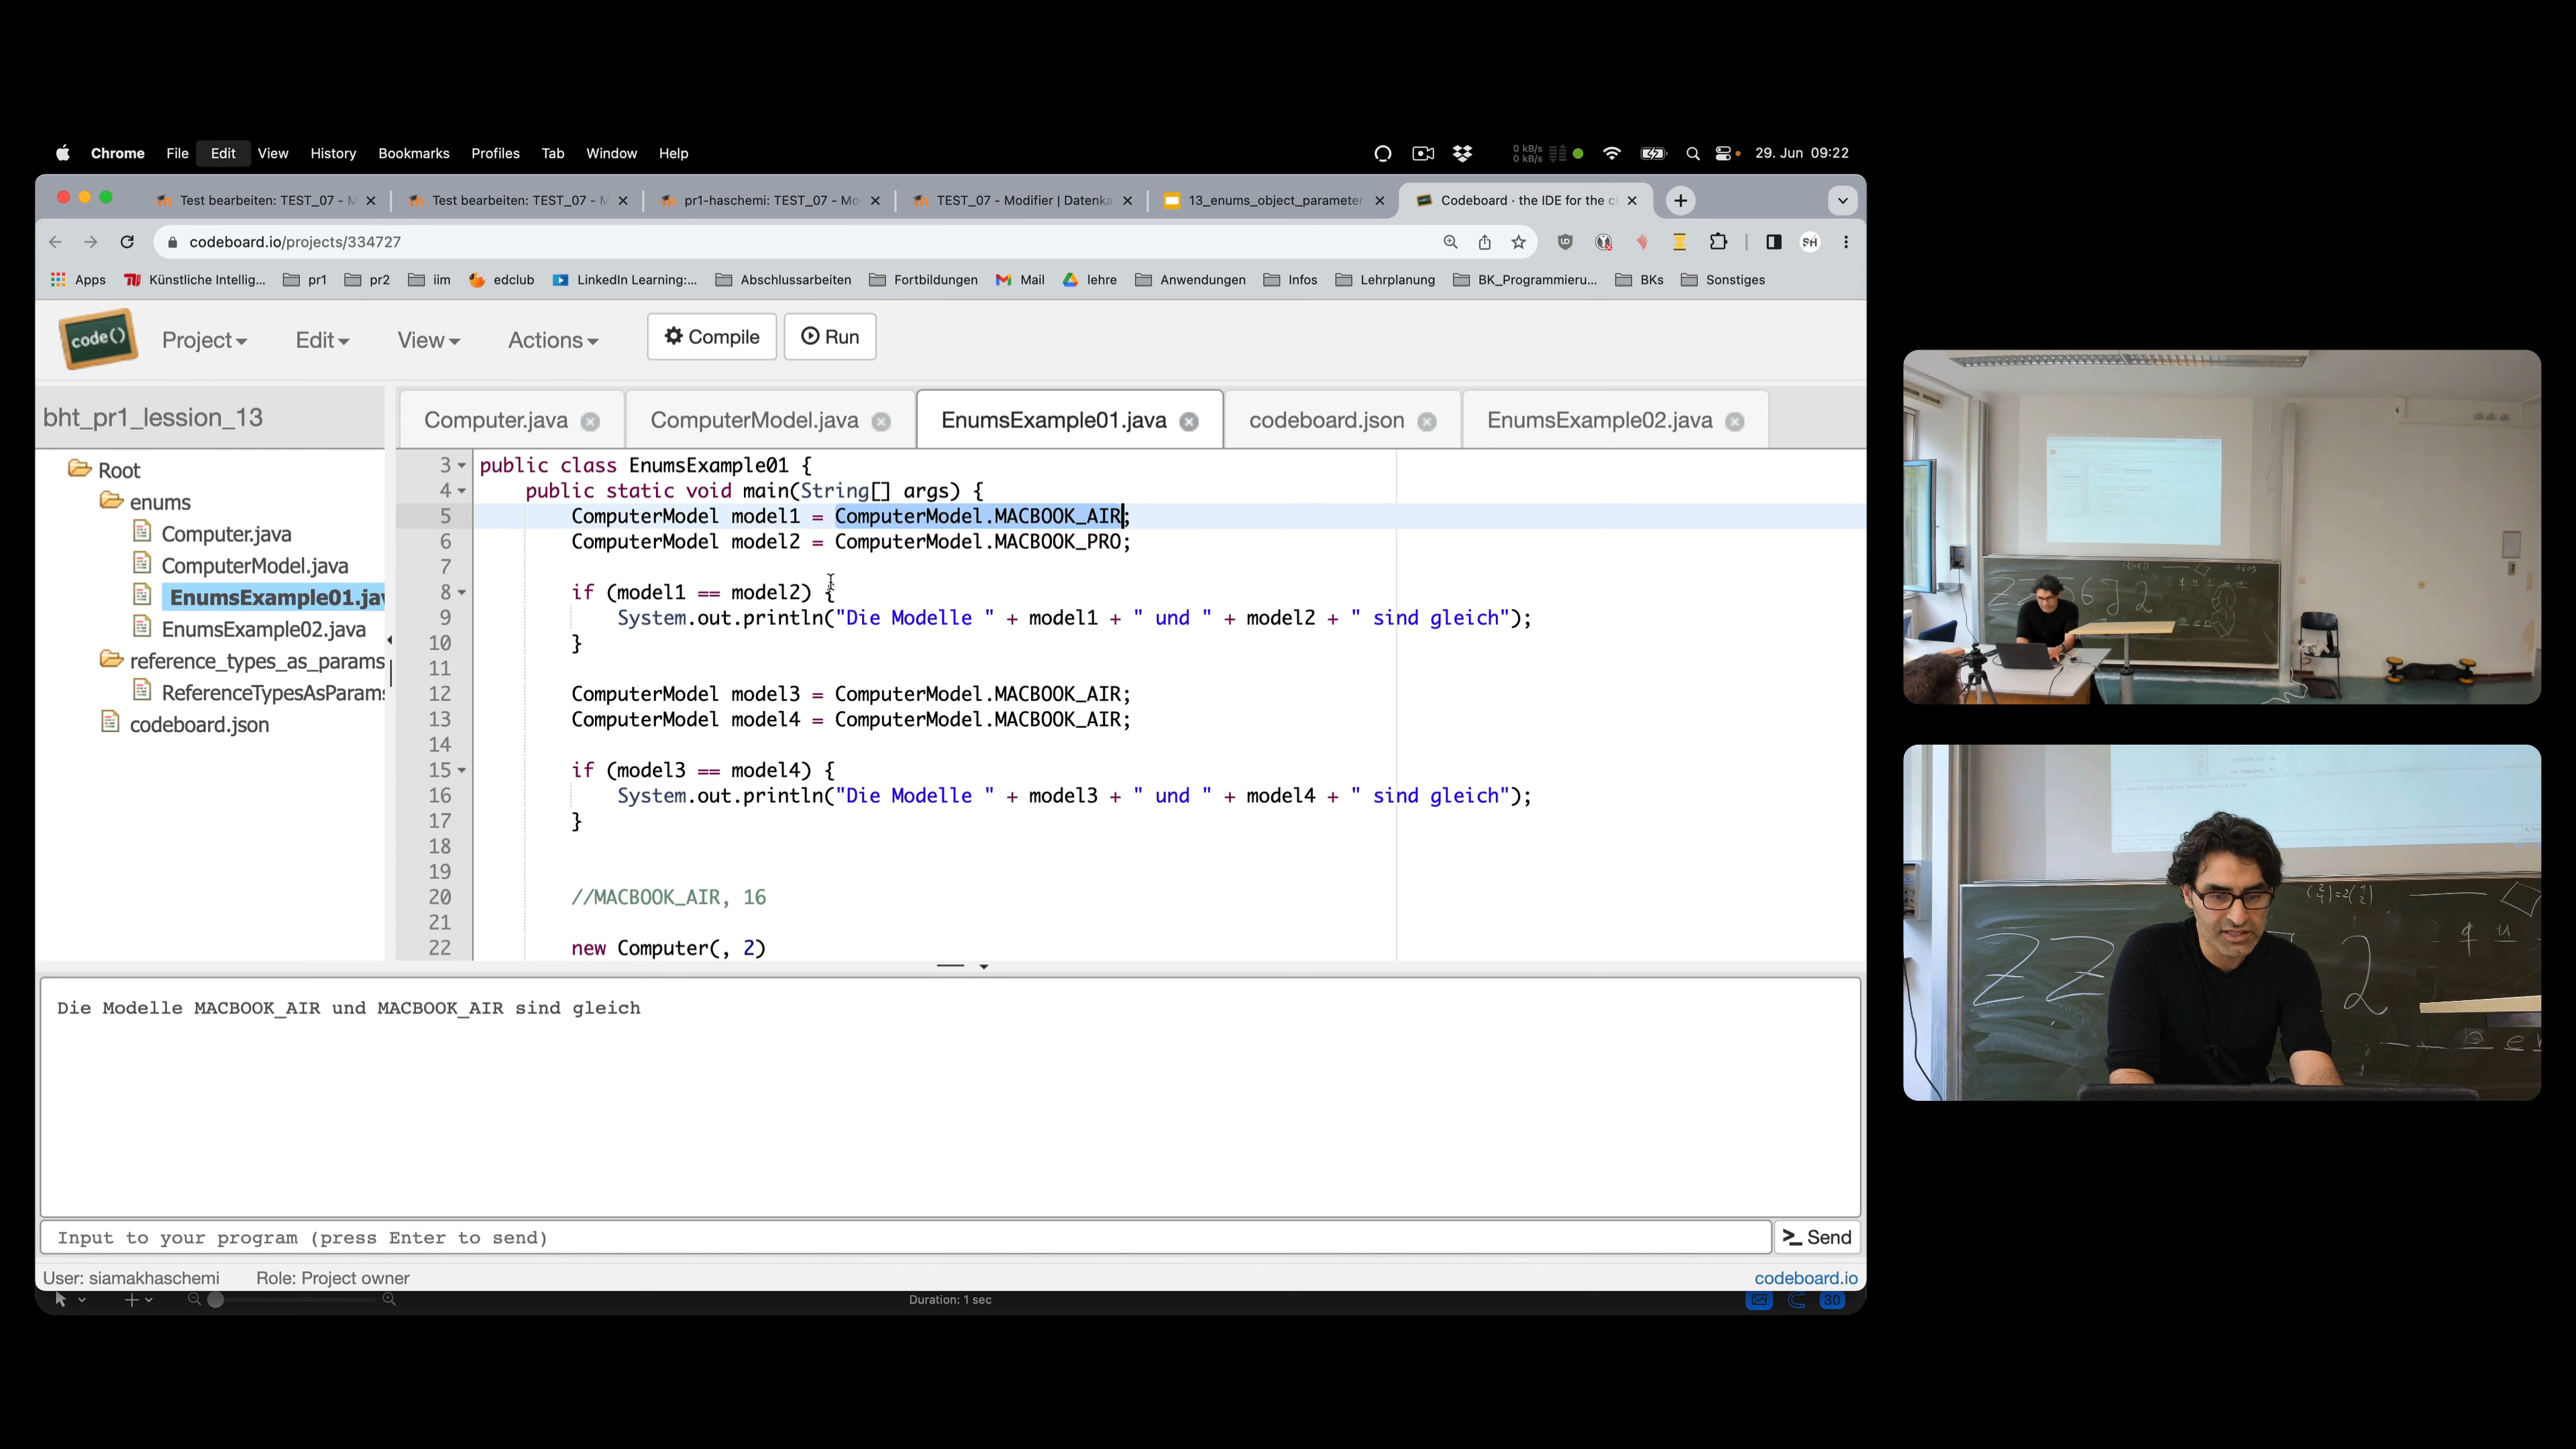 Chrome File Edit View History Bookmarks Profiles Tab Window Help
0 kB/s
0 kB/s
29. Jun 09:22
Test bearbeiten: TEST_07 - M
Test bearbeiten: TEST_07 - M
pr1-haschemi: TEST_07 - Mo
TEST_07 - Modifier | Datenka
13_enums_object_parameter
Codeboard · the IDE for the cl
codeboard.io/projects/334727
SH
Apps Künstliche Intellig... pr1 pr2 iim edclub LinkedIn Learning:... Abschlussarbeiten Fortbildungen Mail lehre Anwendungen Infos Lehrplanung BK_Programmieru... BKs Sonstiges
code()
Project Edit View Actions Compile Run
bht_pr1_lession_13
Root
enums
Computer.java
ComputerModel.java
EnumsExample01.jav
EnumsExample02.java
reference_types_as_params
ReferenceTypesAsParams
codeboard.json
Computer.java ComputerModel.java EnumsExample01.java codeboard.json EnumsExample02.java
3 public class EnumsExample01 {
4 public static void main(String[] args) {
5 ComputerModel model1 = ComputerModel.MACBOOK_AIR;
6 ComputerModel model2 = ComputerModel.MACBOOK_PRO;
7
8 if (model1 == model2) {
9 System.out.println("Die Modelle " + model1 + " und " + model2 + " sind gleich");
10 }
11
12 ComputerModel model3 = ComputerModel.MACBOOK_AIR;
13 ComputerModel model4 = ComputerModel.MACBOOK_AIR;
14
15 if (model3 == model4) {
16 System.out.println("Die Modelle " + model3 + " und " + model4 + " sind gleich");
17 }
18
19
20 //MACBOOK_AIR, 16
21
22 new Computer(, 2)
Die Modelle MACBOOK_AIR und MACBOOK_AIR sind gleich
Input to your program (press Enter to send)
>_ Send
User: siamakhaschemi Role: Project owner
codeboard.io
Duration: 1 sec
30